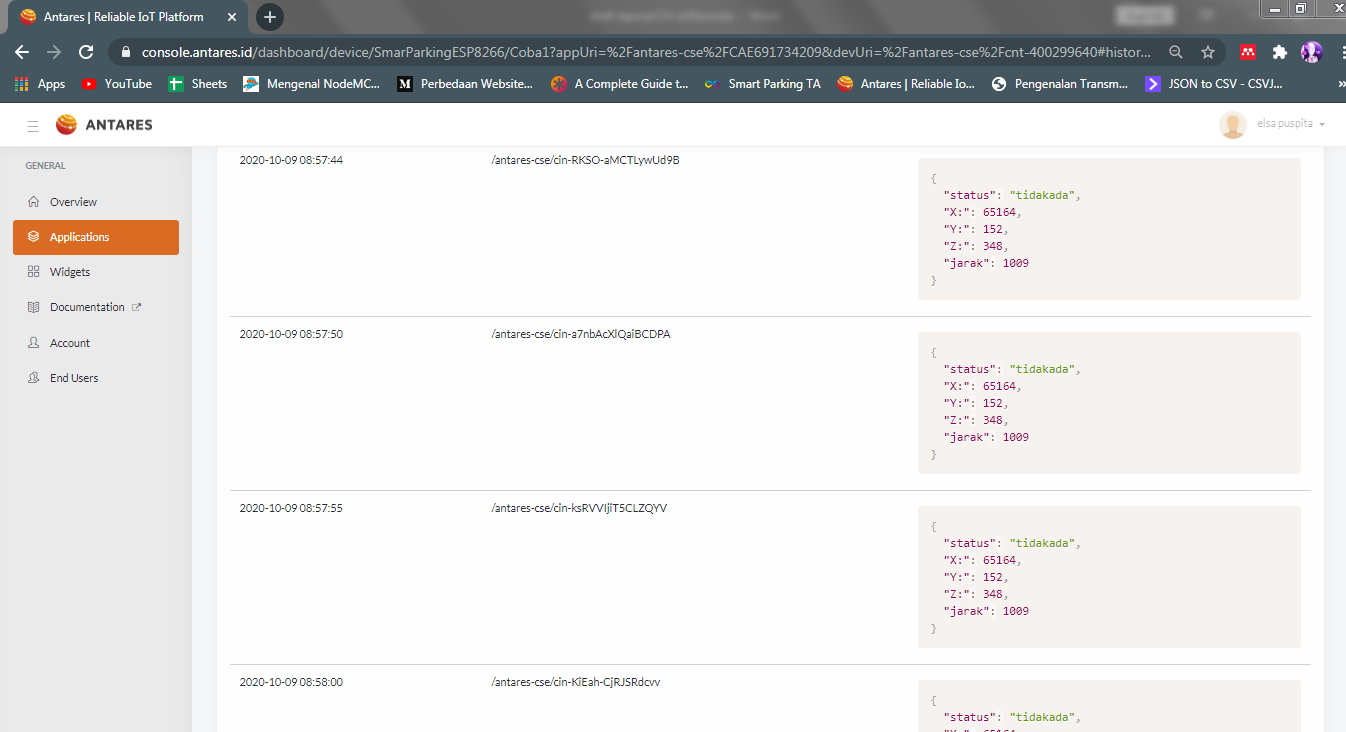 Antares | Reliable IoT Platform
console.antares.id/dashboard/device/SmarParkingESP8266/Coba1?appUri=%2Fantares-cse%2FCAE691734209&devUri=%2Fantares-cse%2Fcnt-400299640#histor...
Apps YouTube Sheets Mengenal NodeMC... M Perbedaan Website... A Complete Guide t... Smart Parking TA Antares | Reliable Io... Pengenalan Transm... JSON to CSV - CSVJ... »
ANTARES elsa puspita
GENERAL
Overview
Applications
Widgets
Documentation
Account
End Users
2020-10-09 08:57:44 /antares-cse/cin-RKSO-aMCTLywUd9B
{
"status": "tidakada",
"X:": 65164,
"Y:": 152,
"Z:": 348,
"jarak": 1009
}
2020-10-09 08:57:50 /antares-cse/cin-a7nbAcXlQaiBCDPA
{
"status": "tidakada",
"X:": 65164,
"Y:": 152,
"Z:": 348,
"jarak": 1009
}
2020-10-09 08:57:55 /antares-cse/cin-ksRVVIjiT5CLZQYV
{
"status": "tidakada",
"X:": 65164,
"Y:": 152,
"Z:": 348,
"jarak": 1009
}
2020-10-09 08:58:00 /antares-cse/cin-KiEah-CjRJSRdcvv
{
"status": "tidakada",
"X:": 65164,